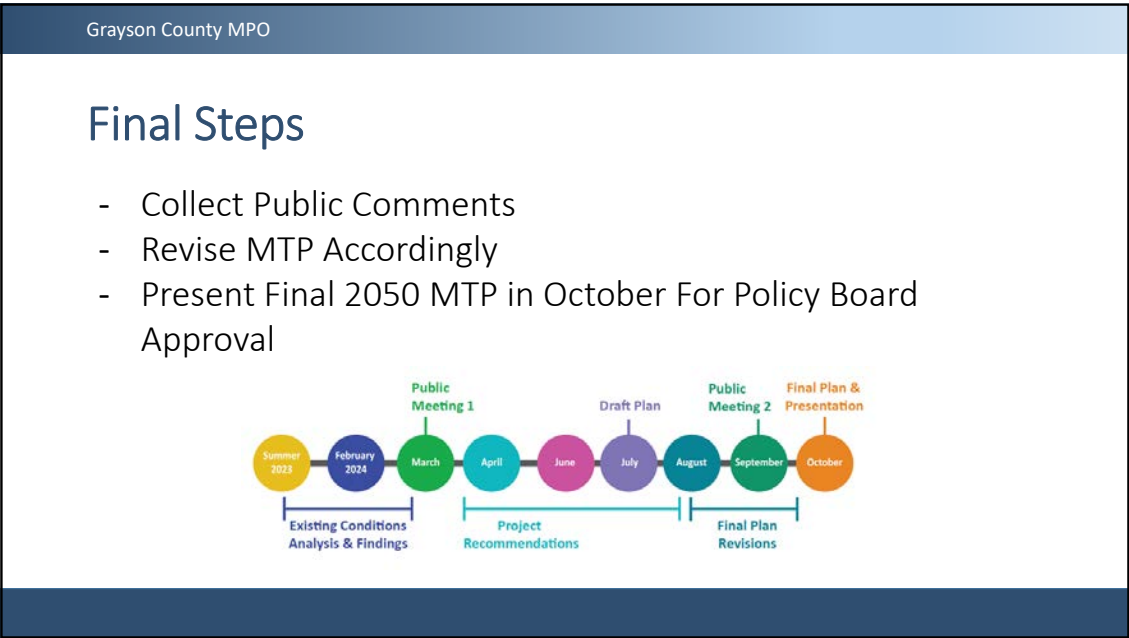 Grayson County MPO
Final Steps
- Collect Public Comments
- Revise MTP Accordingly
- Present Final 2050 MTP in October For Policy Board
Approval
Public
Meeting 1
Draft Plan
Public
Meeting 2
Final Plan &
Presentation
Summer
2023
February
2024
March
April
June
July
August
September
October
Existing Conditions
Analysis & Findings
Project
Recommendations
Final Plan
Revisions